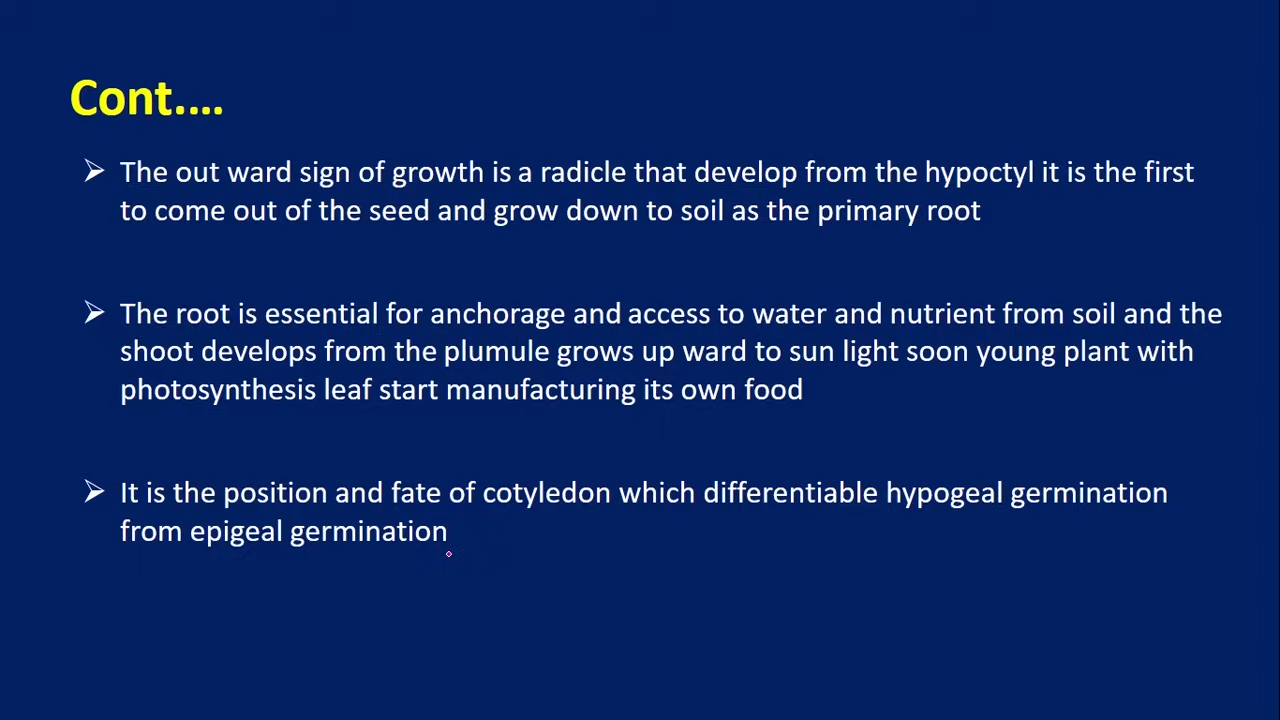 Cont.…
➢ The out ward sign of growth is a radicle that develop from the hypoctyl it is the first
to come out of the seed and grow down to soil as the primary root
➢ The root is essential for anchorage and access to water and nutrient from soil and the
shoot develops from the plumule grows up ward to sun light soon young plant with
photosynthesis leaf start manufacturing its own food
➢ It is the position and fate of cotyledon which differentiable hypogeal germination
from epigeal germination